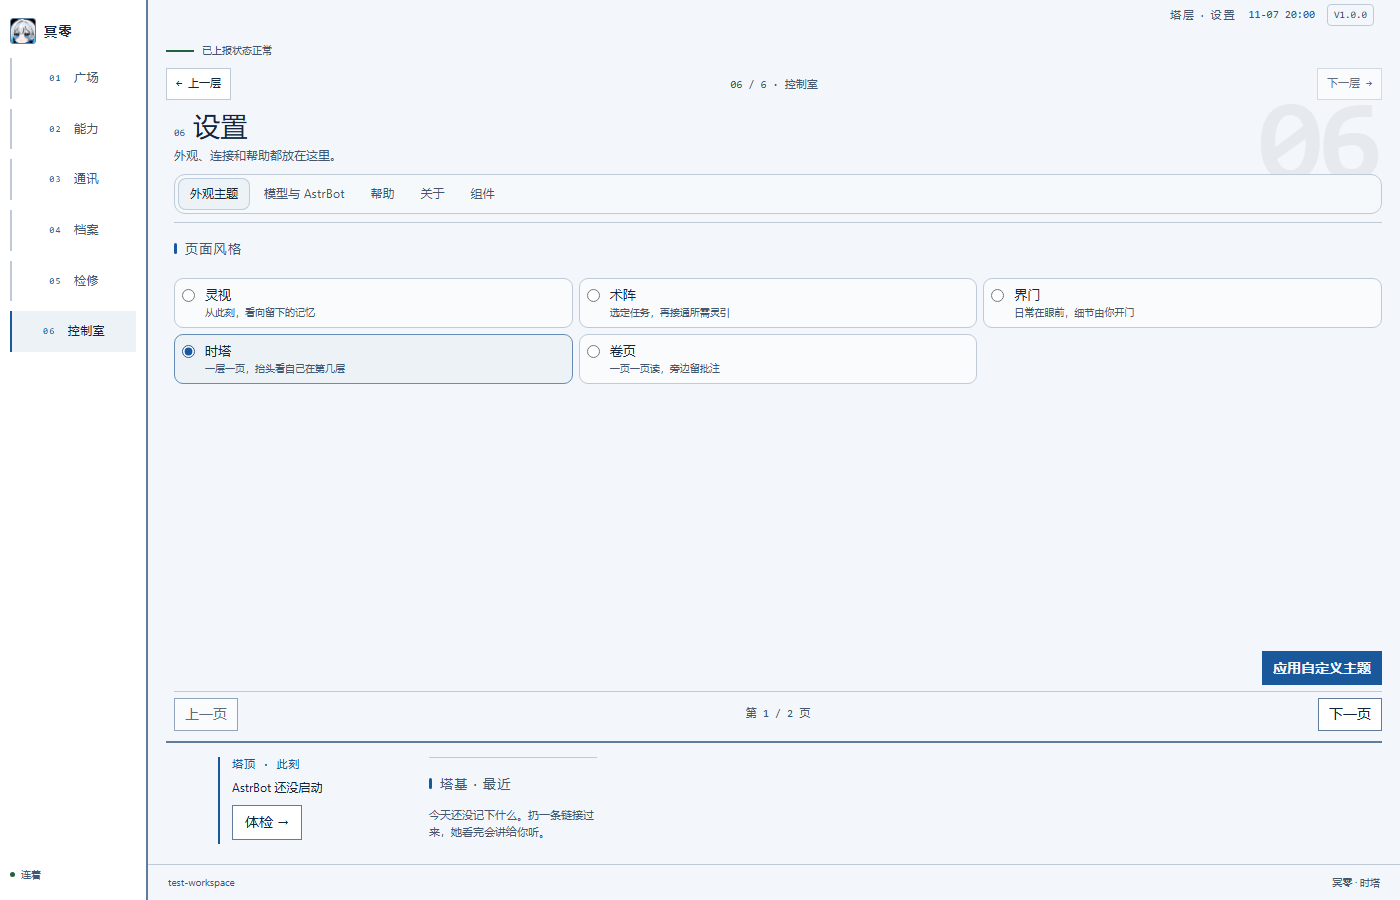 冥零
01 广场
02 能力
03 通讯
04 档案
05 检修
06 控制室
连着
塔层 · 设置 11-07 20:00 V1.0.0
已上报状态正常
← 上一层
06 / 6 · 控制室
下一层 →
06
06 设置
外观、连接和帮助都放在这里。
外观主题 模型与 AstrBot 帮助 关于 组件
页面风格
灵视
从此刻，看向留下的记忆
术阵
选定任务，再接通所需灵引
界门
日常在眼前，细节由你开门
时塔
一层一页，抬头看自己在第几层
卷页
一页一页读，旁边留批注
应用自定义主题
上一页
第 1 / 2 页
下一页
塔顶 · 此刻
AstrBot 还没启动
体检 →
塔基 · 最近
今天还没记下什么。扔一条链接过
来，她看完会讲给你听。
test-workspace
冥零 · 时塔